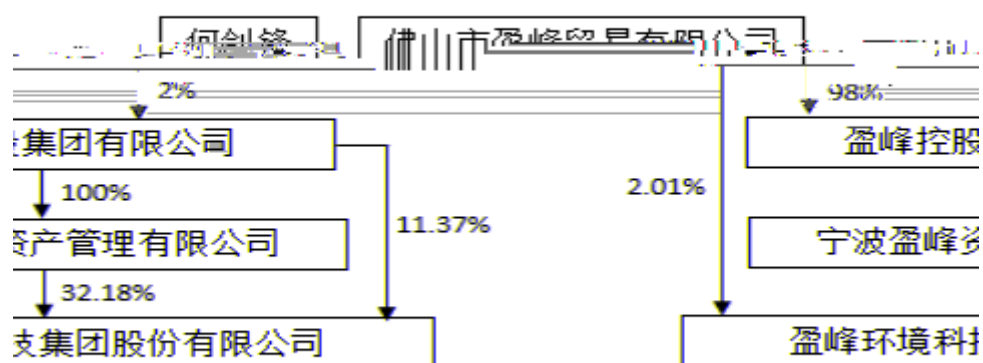 何剑锋 佛山市盈峰贸易有限公司
2% 98%
集团有限公司 盈峰控股
100% 2.01%
11.37%
资产管理有限公司 宁波盈峰资
32.18%
技集团股份有限公司 盈峰环境科技